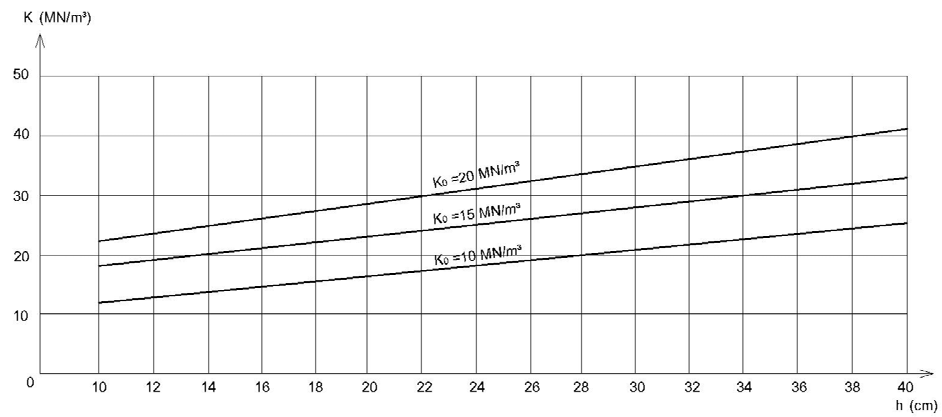 K (MN/m³)
50
40
30
20
10
0
K₀ =20 MN/m³
K₀ =15 MN/m³
K₀ =10 MN/m³
10 12 14 16 18 20 22 24 26 28 30 32 34 36 38 40
h (cm)